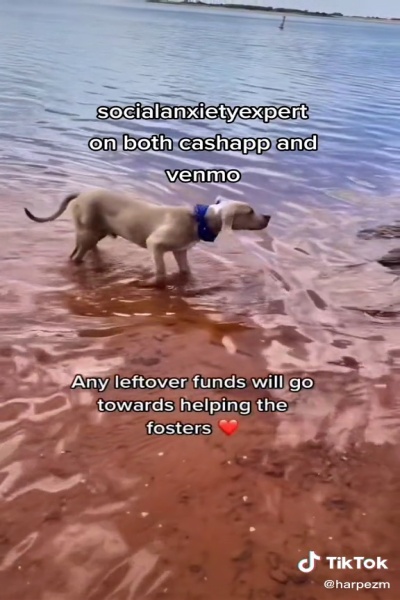 socialanxietyexpert
on both cashapp and
venmo
Any leftover funds will go
towards helping the
fosters ❤️
TikTok
@harpezm